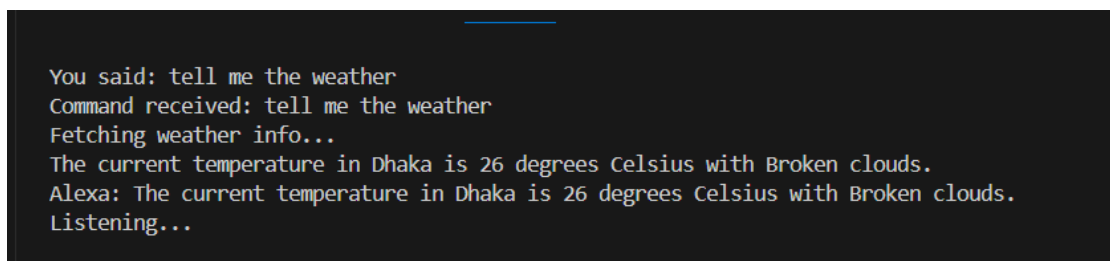 You said: tell me the weather
Command received: tell me the weather
Fetching weather info...
The current temperature in Dhaka is 26 degrees Celsius with Broken clouds.
Alexa: The current temperature in Dhaka is 26 degrees Celsius with Broken clouds.
Listening...